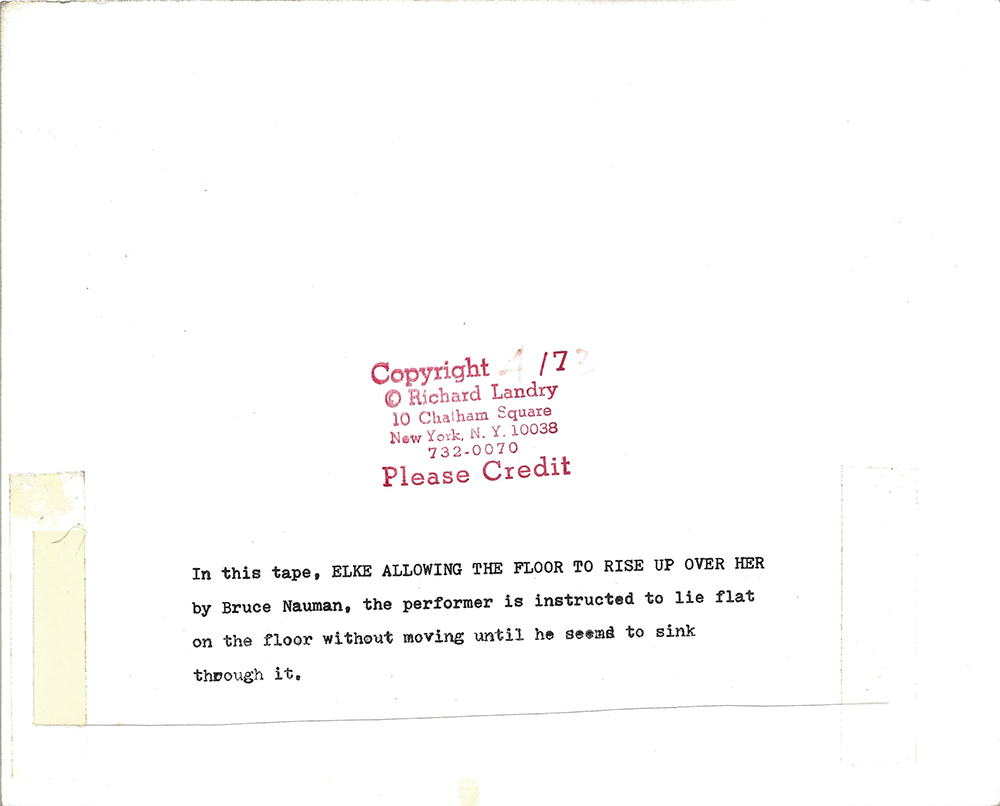 Copyright 4/73
© Richard Landry
10 Chatham Square
New York, N. Y. 10038
732-0070
Please Credit
In this tape, ELKE ALLOWING THE FLOOR TO RISE UP OVER HER
by Bruce Nauman, the performer is instructed to lie flat
on the floor without moving until he seems to sink
through it.